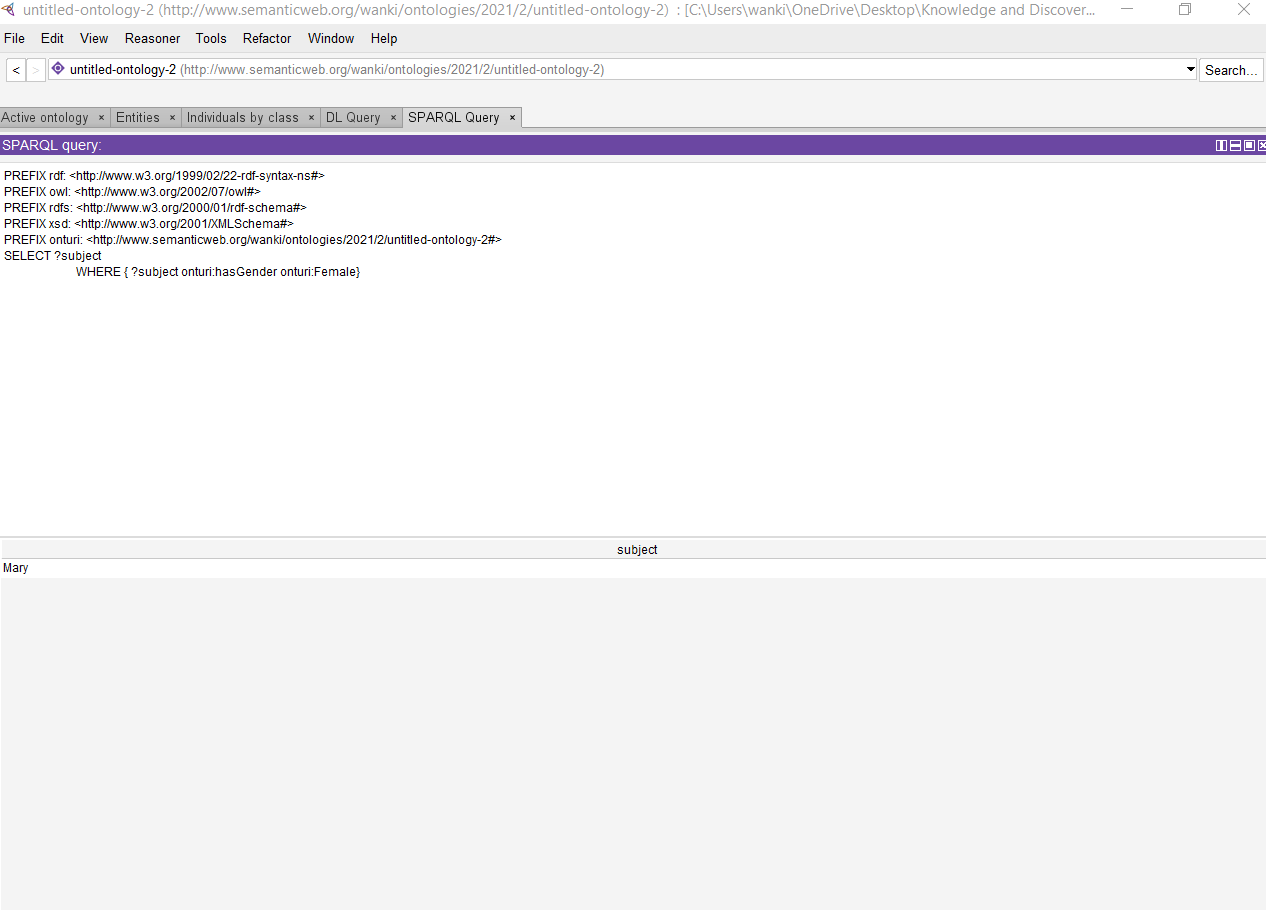 untitled-ontology-2 (http://www.semanticweb.org/wanki/ontologies/2021/2/untitled-ontology-2) : [C:\Users\wanki\OneDrive\Desktop\Knowledge and Discover...
File Edit View Reasoner Tools Refactor Window Help
< > untitled-ontology-2 (http://www.semanticweb.org/wanki/ontologies/2021/2/untitled-ontology-2) Search...
Active ontology × Entities × Individuals by class × DL Query × SPARQL Query ×
SPARQL query:
PREFIX rdf: <http://www.w3.org/1999/02/22-rdf-syntax-ns#>
PREFIX owl: <http://www.w3.org/2002/07/owl#>
PREFIX rdfs: <http://www.w3.org/2000/01/rdf-schema#>
PREFIX xsd: <http://www.w3.org/2001/XMLSchema#>
PREFIX onturi: <http://www.semanticweb.org/wanki/ontologies/2021/2/untitled-ontology-2#>
SELECT ?subject
WHERE { ?subject onturi:hasGender onturi:Female}
subject
Mary